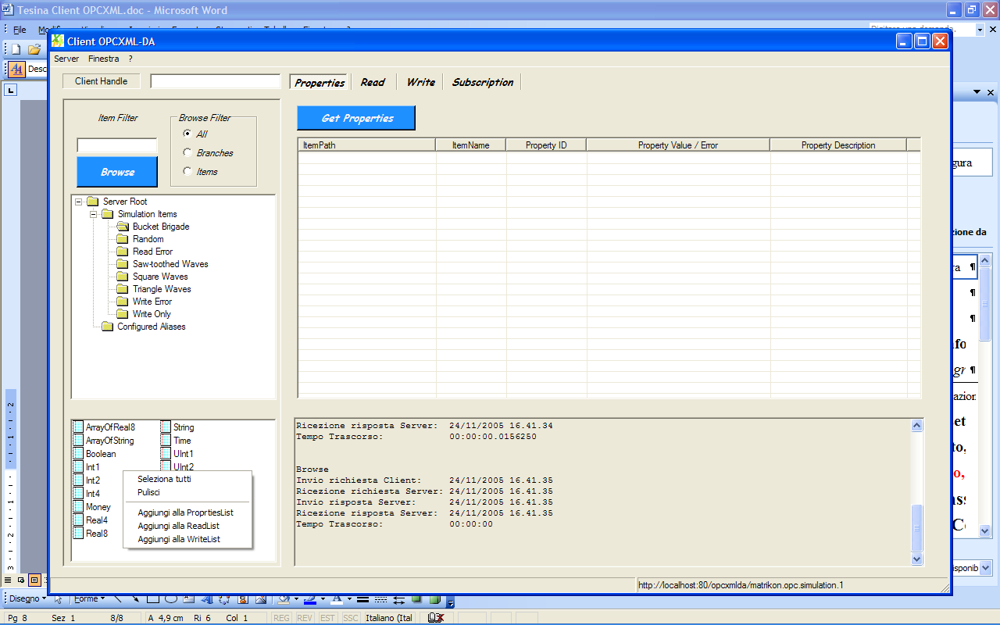 Tesina Client OPCXML.doc - Microsoft Word
File
Client OPCXML-DA
Server Finestra ?
Client Handle
Properties Read Write Subscription
Item Filter
Browse Filter
All
Branches
Items
Browse
Get Properties
ItemPath ItemName Property ID Property Value / Error Property Description
Server Root
Simulation Items
Bucket Brigade
Random
Read Error
Saw-toothed Waves
Square Waves
Triangle Waves
Write Error
Write Only
Configured Aliases
ArrayOfReal8
ArrayOfString
Boolean
Int1
Int2
Int4
Money
Real4
Real8
String
Time
UInt1
UInt2
Seleziona tutti
Pulisci
Aggiungi alla ProprtiesList
Aggiungi alla ReadList
Aggiungi alla WriteList
Ricezione risposta Server: 24/11/2005 16.41.34
Tempo Trascorso: 00:00:00.0156250
Browse
Invio richiesta Client: 24/11/2005 16.41.35
Ricezione richiesta Server: 24/11/2005 16.41.35
Invio risposta Server: 24/11/2005 16.41.35
Ricezione risposta Server: 24/11/2005 16.41.35
Tempo Trascorso: 00:00:00
http://localhost:80/opcxmlda/matrikon.opc.simulation.1
Disegno Forme
Pg 8 Sez 1 8/8 A 4,9 cm Ri 6 Col 1 REG REV EST SSC Italiano (Ital